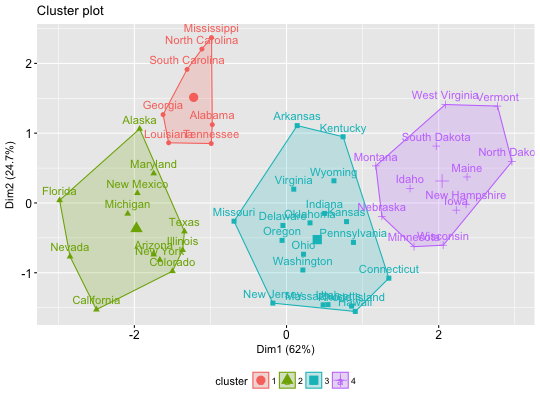 Cluster plot
Mississippi
North Carolina
South Carolina
Georgia
Alabama
Louisiana
Tennessee
Alaska
Maryland
New Mexico
Florida
Michigan
Texas
Illinois
Arizona
New York
Nevada
Colorado
California
Arkansas
Kentucky
Wyoming
Virginia
Indiana
Missouri
Delaware
Oklahoma
Kansas
Oregon
Pennsylvania
Ohio
Washington
Connecticut
New Jersey
Massachusetts
Utah
Rhode Island
Hawaii
West Virginia
Vermont
South Dakota
North Dako
Montana
Maine
Idaho
New Hampshire
Iowa
Nebraska
Minnesota
Wisconsin
2
1
0
-1
-2
0
2
Dim2 (24.7%)
Dim1 (62%)
cluster
1
2
3
4